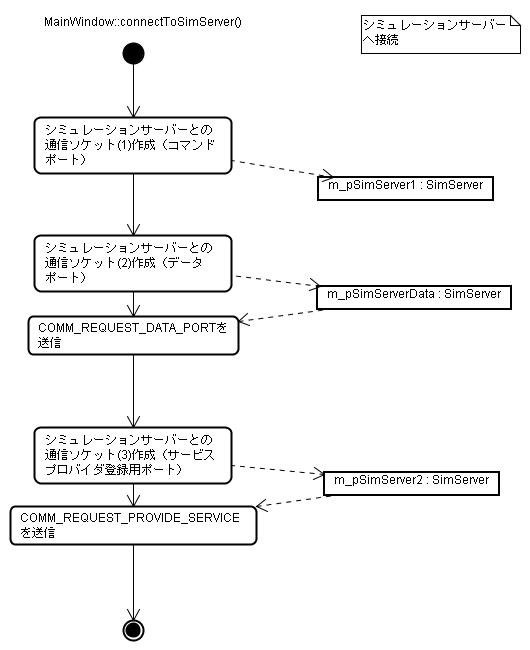 MainWindow::connectToSimServer()
シミュレーションサーバー
へ接続
シミュレーションサーバーとの
通信ソケット(1)作成（コマンド
ポート）
m_pSimServer1 : SimServer
シミュレーションサーバーとの
通信ソケット(2)作成（データ
ポート）
m_pSimServerData : SimServer
COMM_REQUEST_DATA_PORTを
送信
シミュレーションサーバーとの
通信ソケット(3)作成（サービス
プロバイダ登録用ポート）
m_pSimServer2 : SimServer
COMM_REQUEST_PROVIDE_SERVICE
を送信